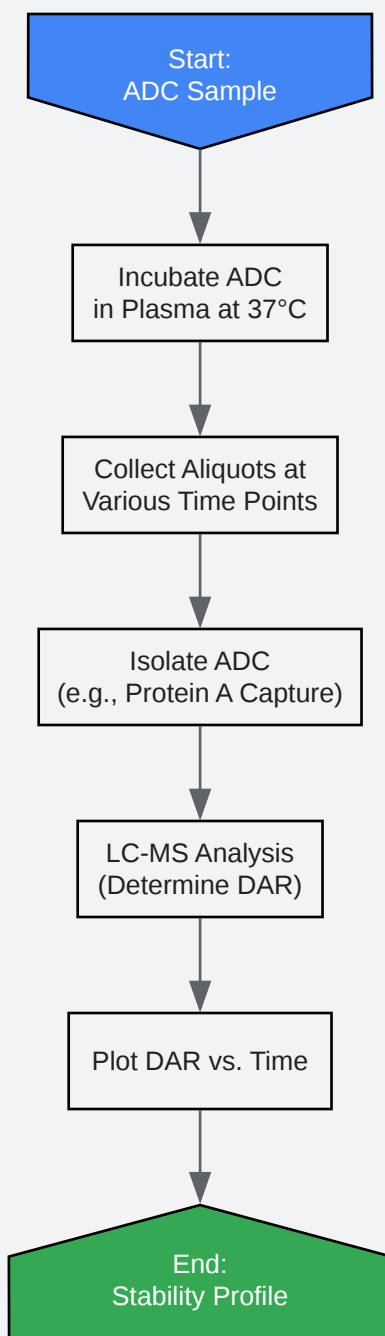 Start:
ADC Sample
Incubate ADC
in Plasma at 37°C
Collect Aliquots at
Various Time Points
Isolate ADC
(e.g., Protein A Capture)
LC-MS Analysis
(Determine DAR)
Plot DAR vs. Time
End:
Stability Profile